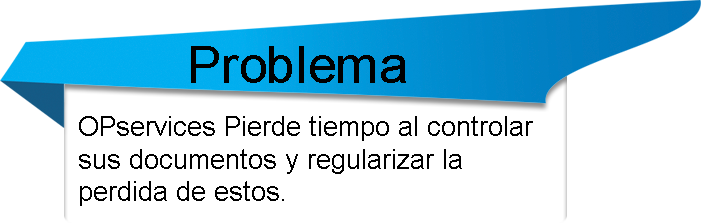 Problema
OPservices Pierde tiempo al controlar
sus documentos y regularizar la
perdida de estos.